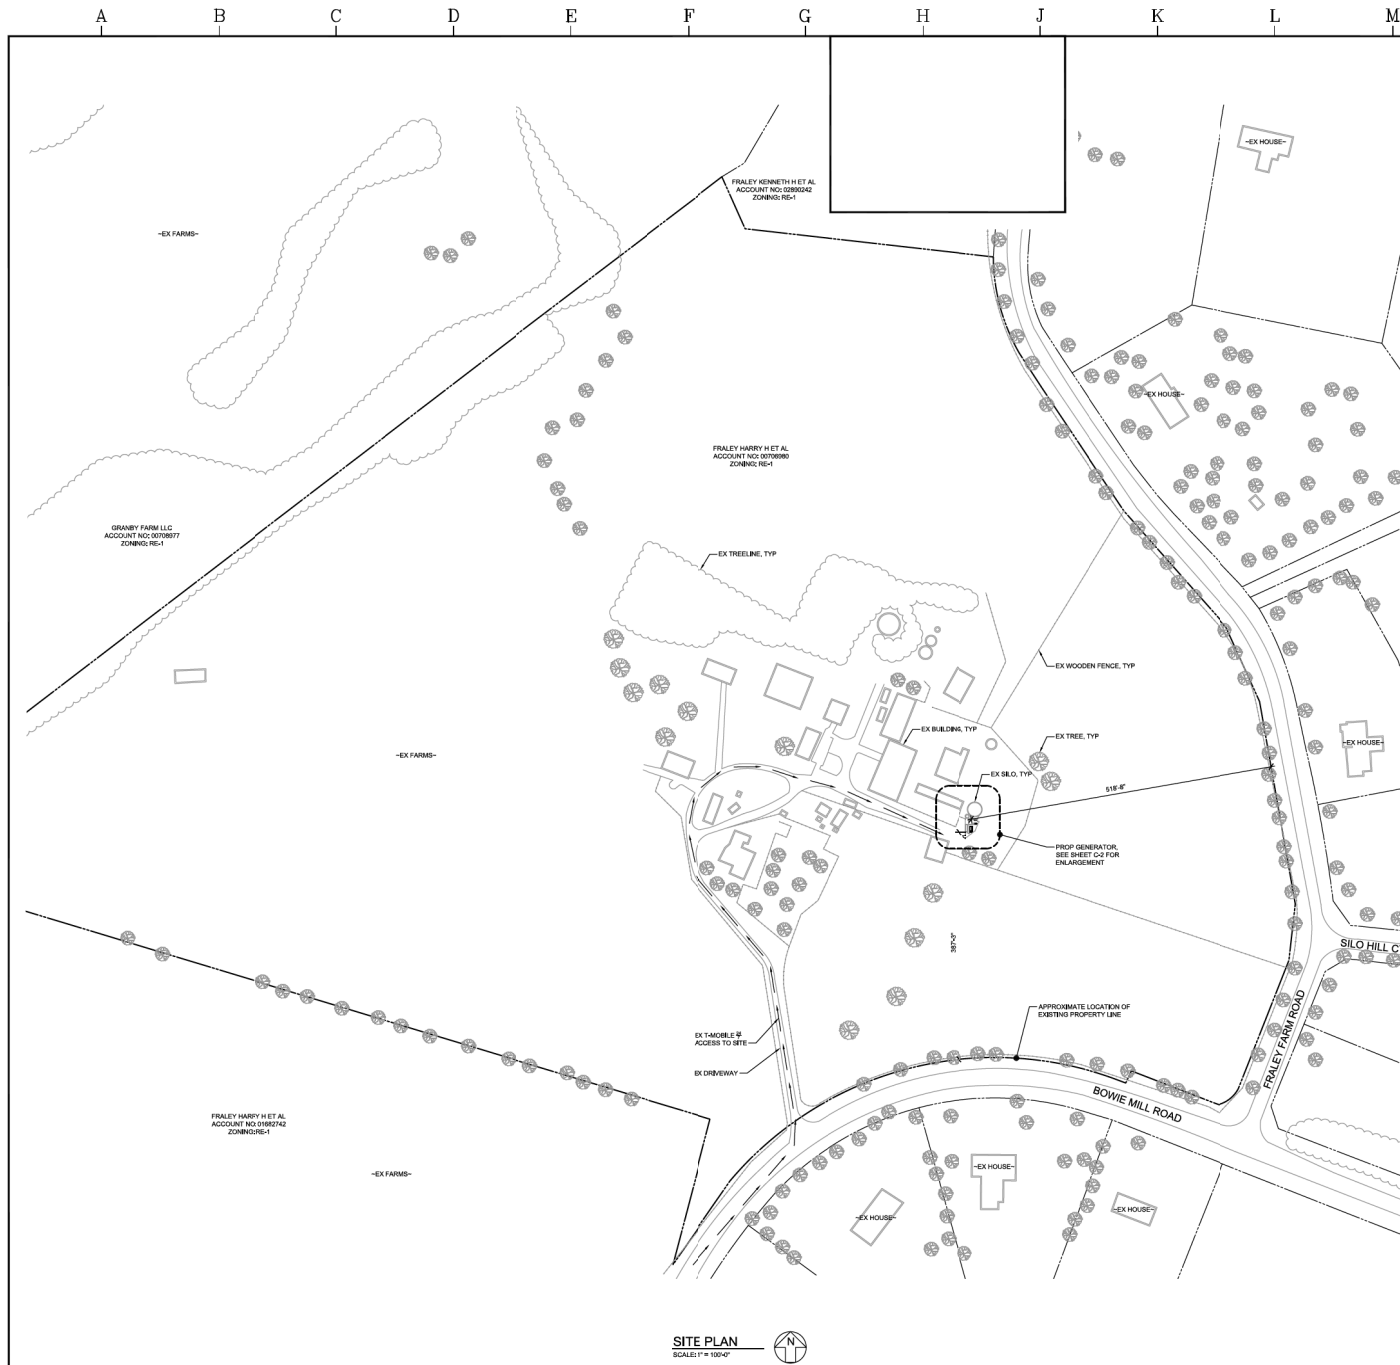 A B C D E F G H J K L M
~EX HOUSE~
FRALEY KENNETH H ET AL
ACCOUNT NO: 02890242
ZONING: RE-1
~EX FARMS~
~EX HOUSE~
FRALEY HARRY H ET AL
ACCOUNT NO: 00706980
ZONING: RE-1
GRANBY FARM LLC
ACCOUNT NO: 00708977
ZONING: RE-1
EX TREELINE, TYP
EX WOODEN FENCE, TYP
EX BUILDING, TYP
EX TREE, TYP
~EX HOUSE~
~EX FARMS~
EX SILO, TYP
518'-8"
PROP GENERATOR,
SEE SHEET C-2 FOR
ENLARGEMENT
387'-3"
SILO HILL C
APPROXIMATE LOCATION OF
EXISTING PROPERTY LINE
FRALEY FARM ROAD
EX T-MOBILE
ACCESS TO SITE
EX DRIVEWAY
BOWIE MILL ROAD
FRALEY HARRY H ET AL
ACCOUNT NO: 01682742
ZONING: RE-1
~EX FARMS~
~EX HOUSE~
~EX HOUSE~
~EX HOUSE~
SITE PLAN
SCALE: 1" = 100'-0"
N